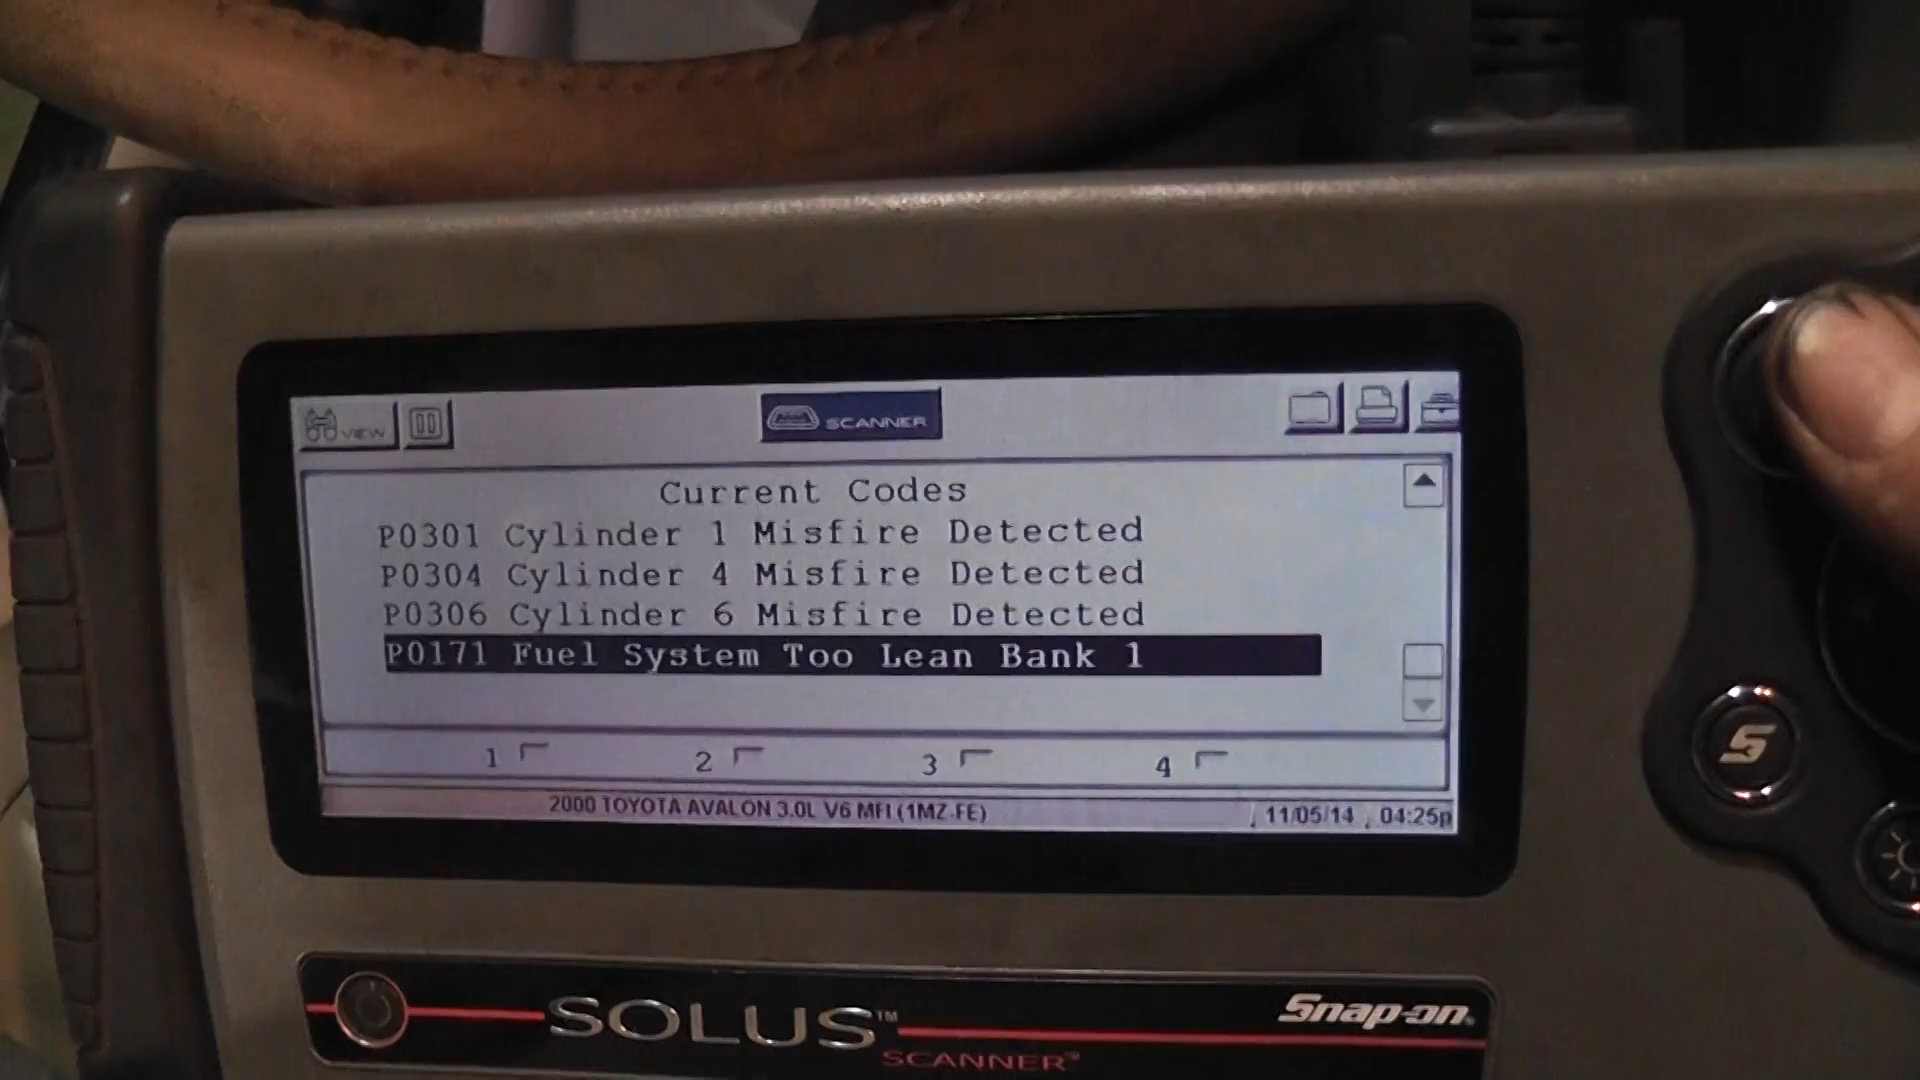 VIEW
SCANNER
Current Codes
P0301 Cylinder 1 Misfire Detected
P0304 Cylinder 4 Misfire Detected
P0306 Cylinder 6 Misfire Detected
P0171 Fuel System Too Lean Bank 1
1 2 3 4
2000 TOYOTA AVALON 3.0L V6 MFI (1MZ-FE) 11/05/14 , 04:25p
S
SOLUS™
SCANNER™
Snap-on®